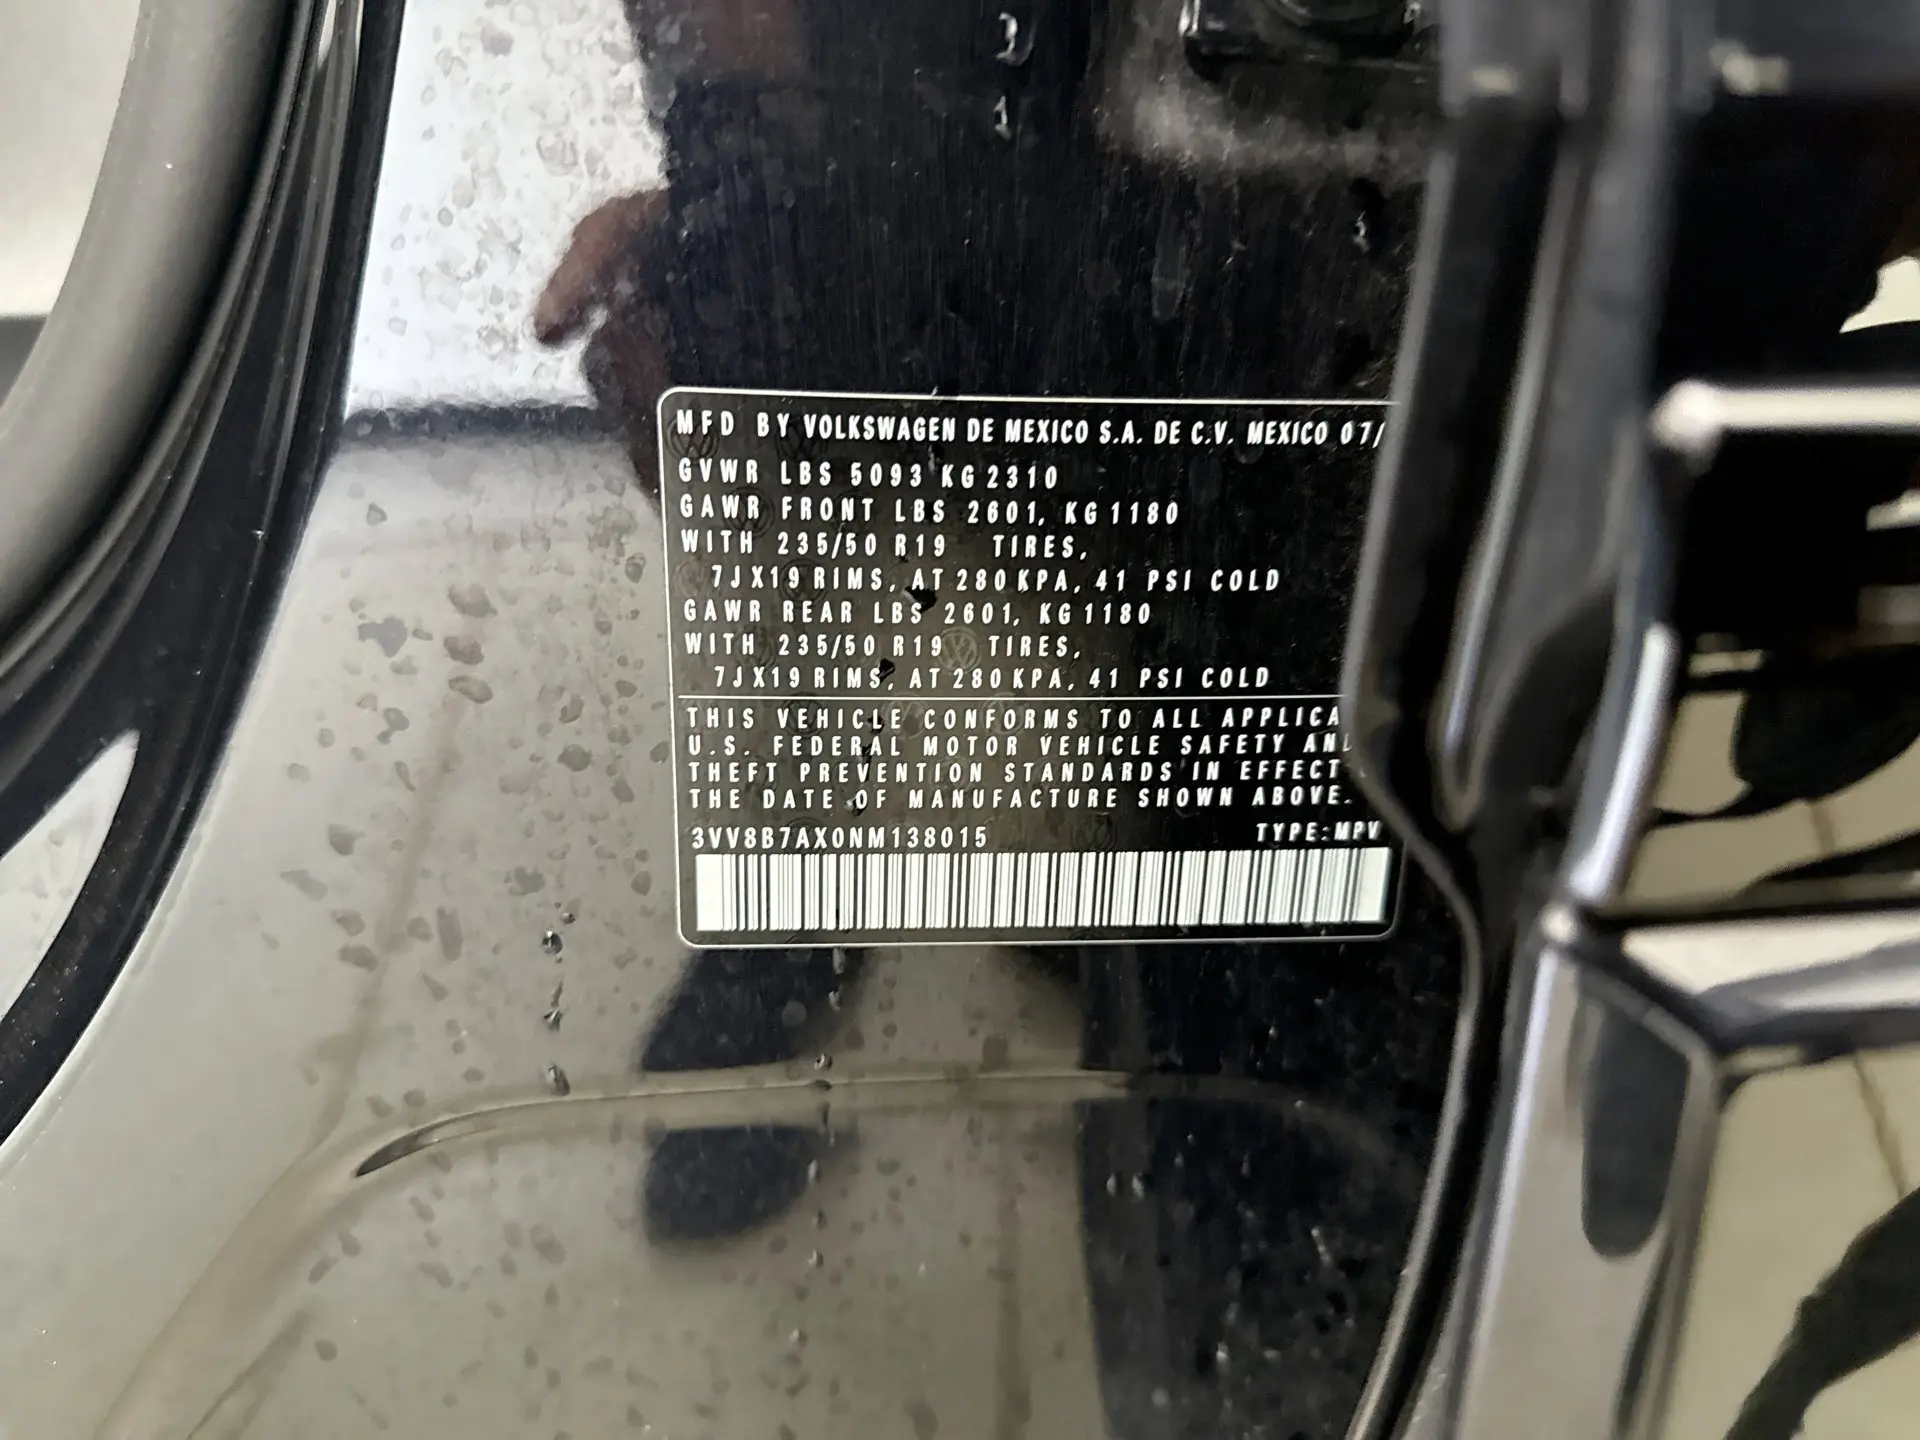 MFD BY VOLKSWAGEN DE MEXICO S.A. DE C.V. MEXICO 07/
GVWR LBS 5093 KG 2310
GAWR FRONT LBS 2601, KG 1180
WITH 235/50 R19 TIRES,
7JX19 RIMS, AT 280 KPA, 41 PSI COLD
GAWR REAR LBS 2601, KG 1180
WITH 235/50 R19 TIRES,
7JX19 RIMS, AT 280 KPA, 41 PSI COLD
THIS VEHICLE CONFORMS TO ALL APPLICA
U.S. FEDERAL MOTOR VEHICLE SAFETY AND
THEFT PREVENTION STANDARDS IN EFFECT
THE DATE OF MANUFACTURE SHOWN ABOVE.
3VV8B7AX0NM138015 TYPE:MPV